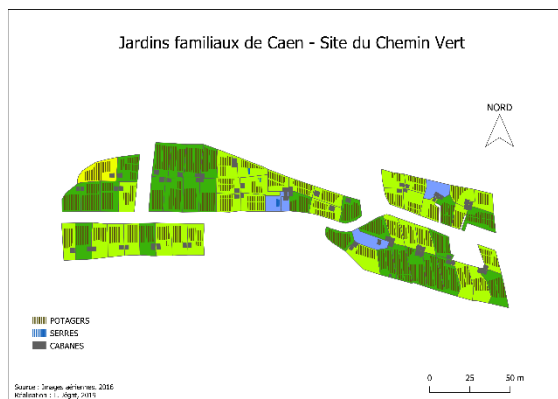 Jardins familiaux de Caen - Site du Chemin Vert
NORD
POTAGERS
SERRES
CABANES
Source : Images aériennes, 2016
Réalisation : L. Jégat, 2019
0 25 50 m